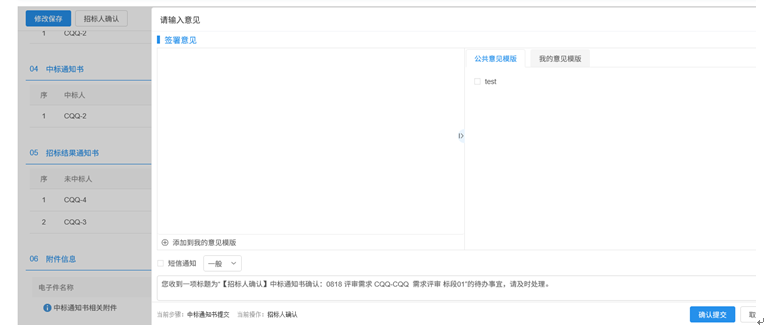 修改保存 招标人确认
请输入意见
签署意见
1 CQQ-2
公共意见模版 我的意见模版
04 中标通知书
test
序 中标人
1 CQQ-2
05 招标结果通知书
序 未中标人
1 CQQ-4
2 CQQ-3
添加到我的意见模版
06 附件信息
短信通知 一般
电子件名称
您收到一项标题为"【招标人确认】中标通知书确认：0818 评审需求 CQQ-CQQ 需求评审 标段01"的待办事宜，请及时处理。
中标通知书相关附件
当前步骤：中标通知书提交 当前操作：招标人确认
确认提交